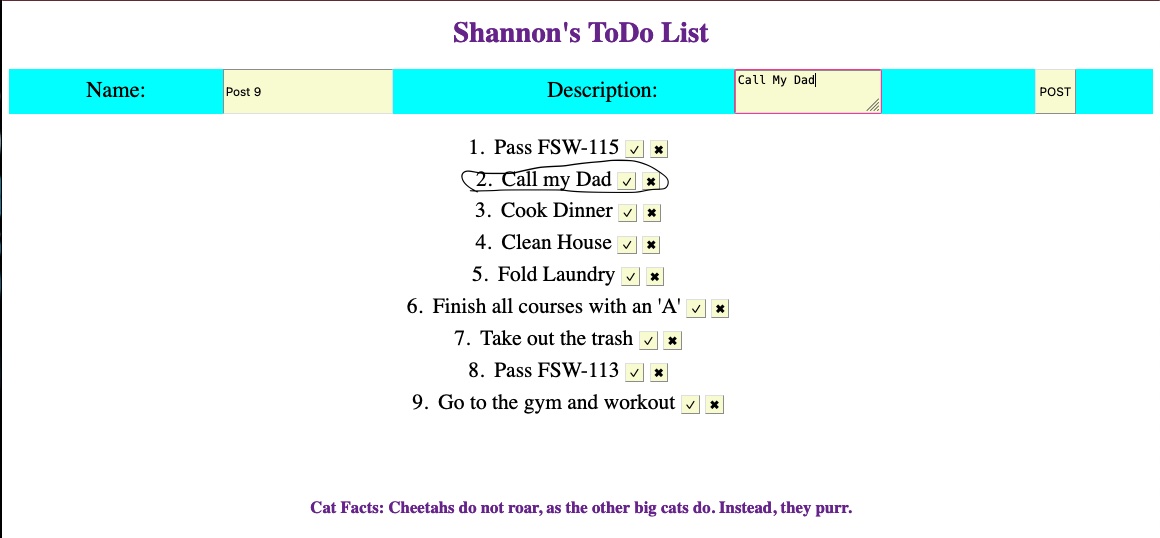 Shannon's ToDo List
Name: Post 9 Description: Call My Dad POST
1. Pass FSW-115 ✓ ✖
2. Call my Dad ✓ ✖
3. Cook Dinner ✓ ✖
4. Clean House ✓ ✖
5. Fold Laundry ✓ ✖
6. Finish all courses with an 'A' ✓ ✖
7. Take out the trash ✓ ✖
8. Pass FSW-113 ✓ ✖
9. Go to the gym and workout ✓ ✖
Cat Facts: Cheetahs do not roar, as the other big cats do. Instead, they purr.